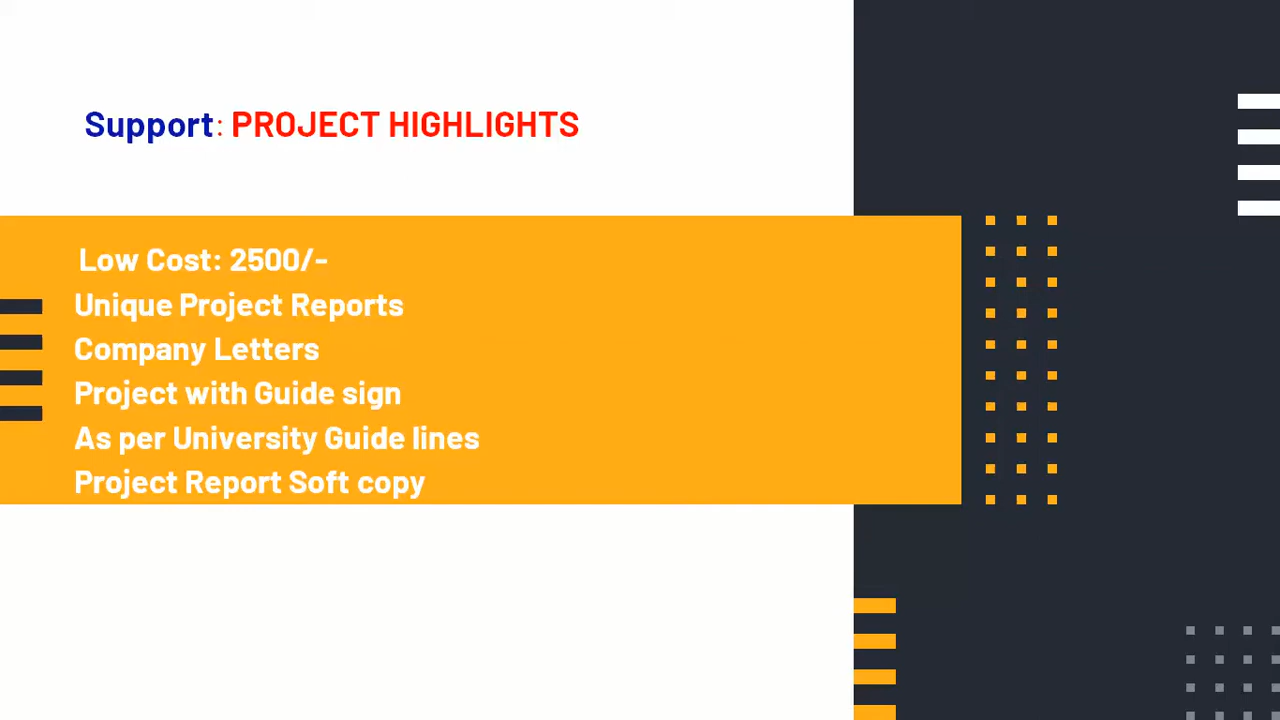 Support: PROJECT HIGHLIGHTS
Low Cost: 2500/-
Unique Project Reports
Company Letters
Project with Guide sign
As per University Guide lines
Project Report Soft copy